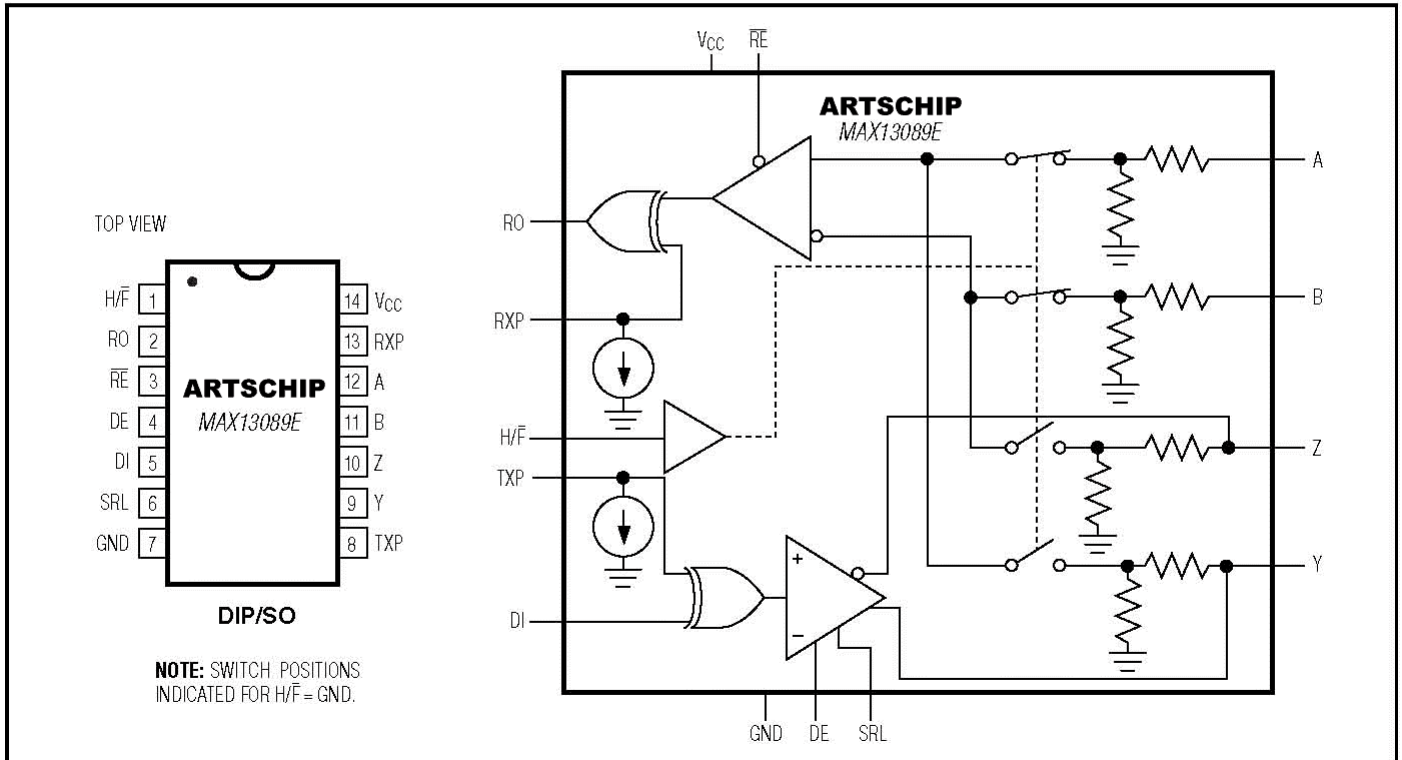 TOP VIEW
H/F̅ 1
RO 2
R̅E̅ 3
DE 4
DI 5
SRL 6
GND 7
14 VCC
13 RXP
12 A
11 B
10 Z
9 Y
8 TXP
ARTSCHIP
MAX13089E
DIP/SO
NOTE: SWITCH POSITIONS
INDICATED FOR H/F̅ = GND.
VCC R̅E̅
ARTSCHIP
MAX13089E
RO
RXP
H/F̅
TXP
DI
+
−
A
B
Z
Y
GND DE SRL